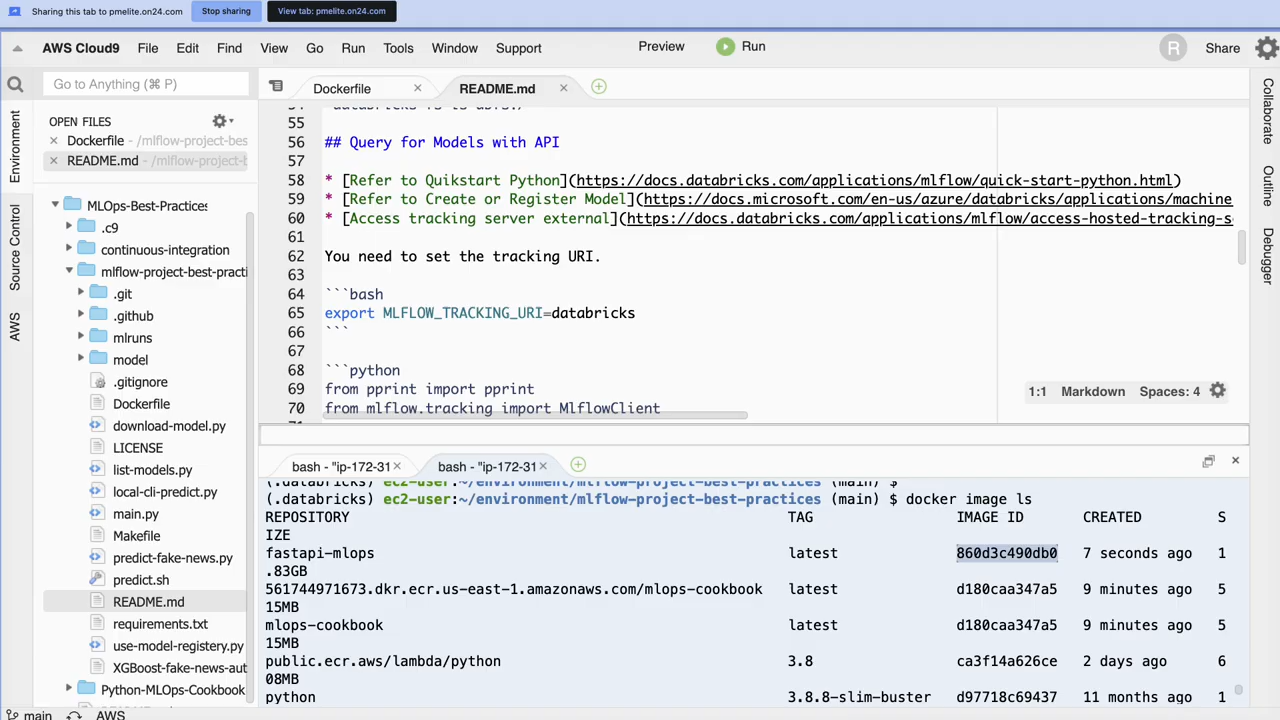 Sharing this tab to pmelite.on24.com Stop sharing View tab: pmelite.on24.com
AWS Cloud9 File Edit Find View Go Run Tools Window Support Preview Run R Share
Go to Anything (⌘ P)
Dockerfile × README.md ×
OPEN FILES
× Dockerfile - /mlflow-project-bes
× README.md - /mlflow-project-b
MLOps-Best-Practices
.c9
continuous-integration
mlflow-project-best-practi
.git
.github
mlruns
model
.gitignore
Dockerfile
download-model.py
LICENSE
list-models.py
local-cli-predict.py
main.py
Makefile
predict-fake-news.py
predict.sh
README.md
requirements.txt
use-model-registery.py
XGBoost-fake-news-aut
Python-MLOps-Cookbook
Environment
Source Control
AWS
55
56 ## Query for Models with API
57
58 * [Refer to Quikstart Python](https://docs.databricks.com/applications/mlflow/quick-start-python.html)
59 * [Refer to Create or Register Model](https://docs.microsoft.com/en-us/azure/databricks/applications/machine
60 * [Access tracking server external](https://docs.databricks.com/applications/mlflow/access-hosted-tracking-s
61
62 You need to set the tracking URI.
63
64 ```bash
65 export MLFLOW_TRACKING_URI=databricks
66 ```
67
68 ```python
69 from pprint import pprint
70 from mlflow.tracking import MlflowClient
1:1 Markdown Spaces: 4
Collaborate
Outline
Debugger
bash - "ip-172-31 × bash - "ip-172-31 ×
(.databricks) ec2-user:~/environment/mlflow-project-best-practices (main) $
(.databricks) ec2-user:~/environment/mlflow-project-best-practices (main) $ docker image ls
REPOSITORY TAG IMAGE ID CREATED S
IZE
fastapi-mlops latest 860d3c490db0 7 seconds ago 1
.83GB
561744971673.dkr.ecr.us-east-1.amazonaws.com/mlops-cookbook latest d180caa347a5 9 minutes ago 5
15MB
mlops-cookbook latest d180caa347a5 9 minutes ago 5
15MB
public.ecr.aws/lambda/python 3.8 ca3f14a626ce 2 days ago 6
08MB
python 3.8.8-slim-buster d97718c69437 11 months ago 1
main AWS